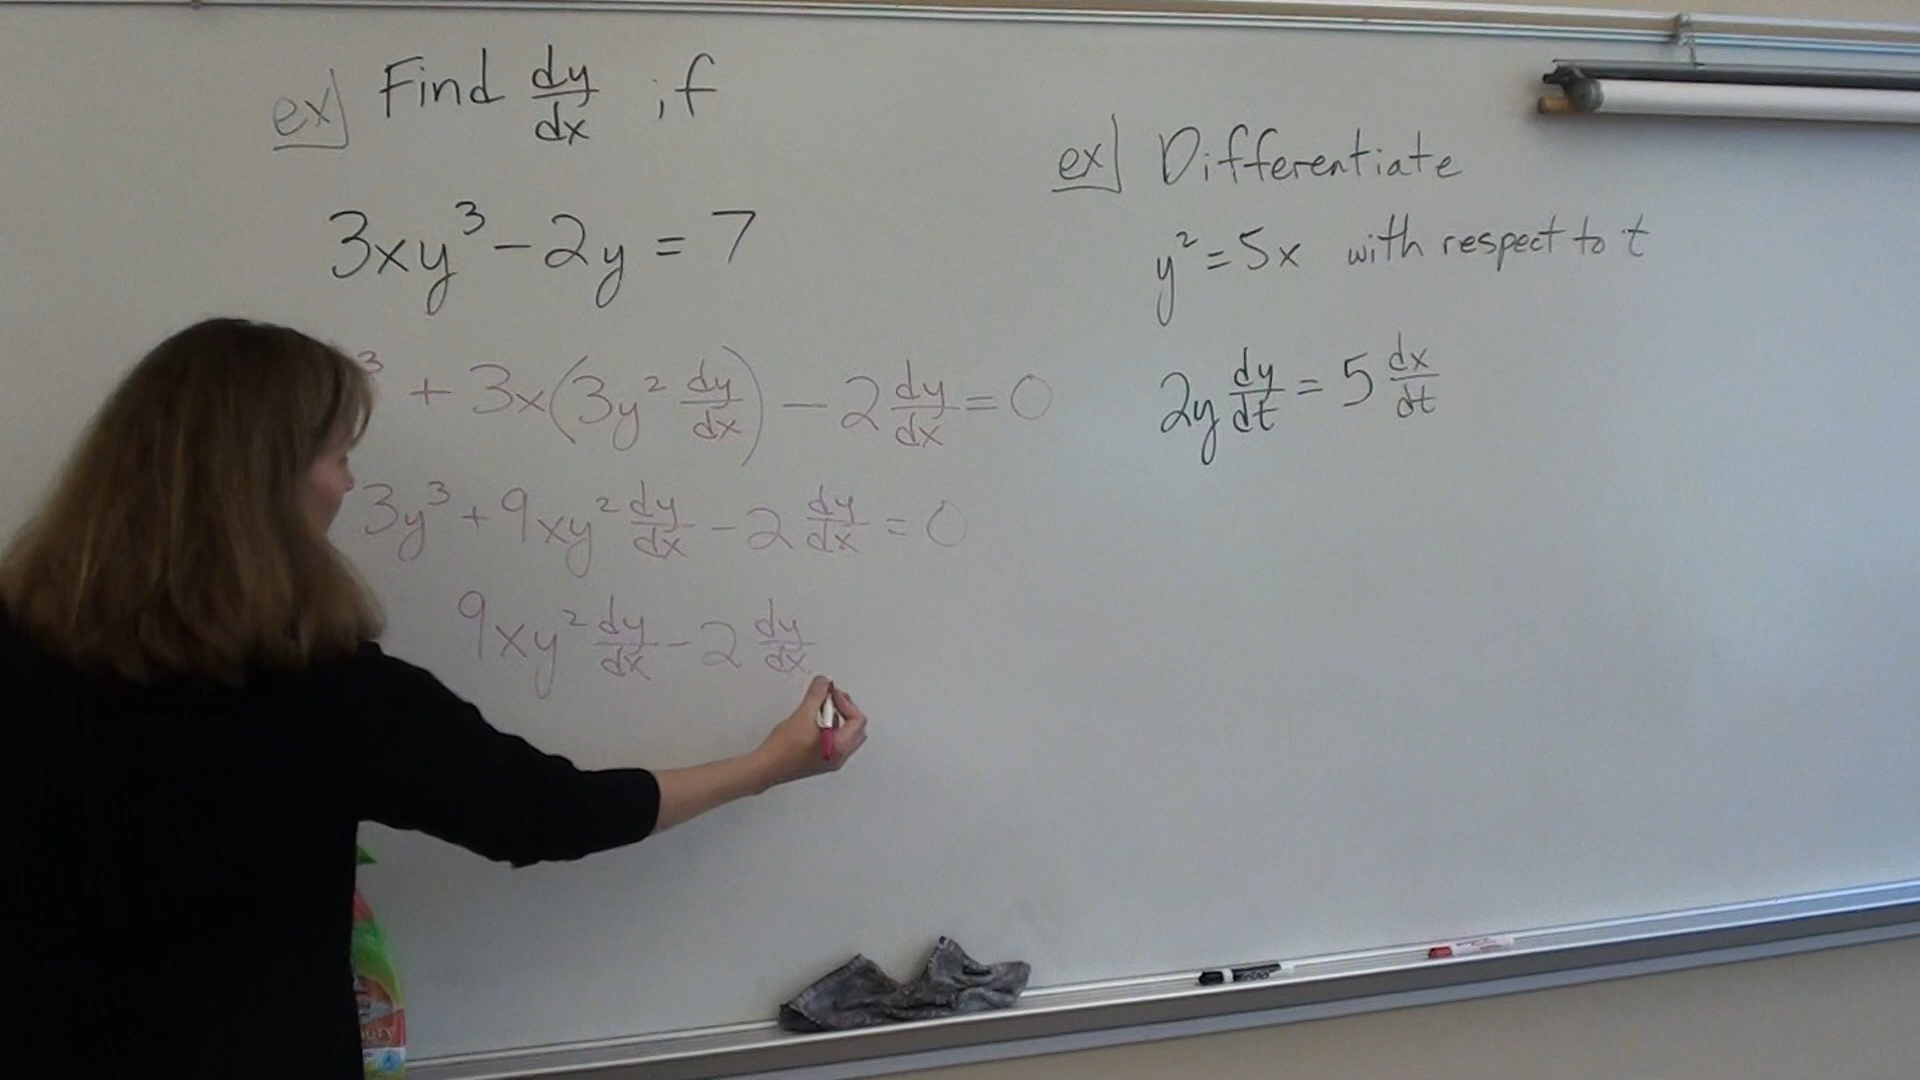 ex] Find dy/dx if
3xy³ - 2y = 7
³ + 3x(3y² dy/dx) - 2 dy/dx = 0
3y³ + 9xy² dy/dx - 2 dy/dx = 0
9xy² dy/dx - 2 dy/dx
ex] Differentiate
y² = 5x with respect to t
2y dy/dt = 5 dx/dt